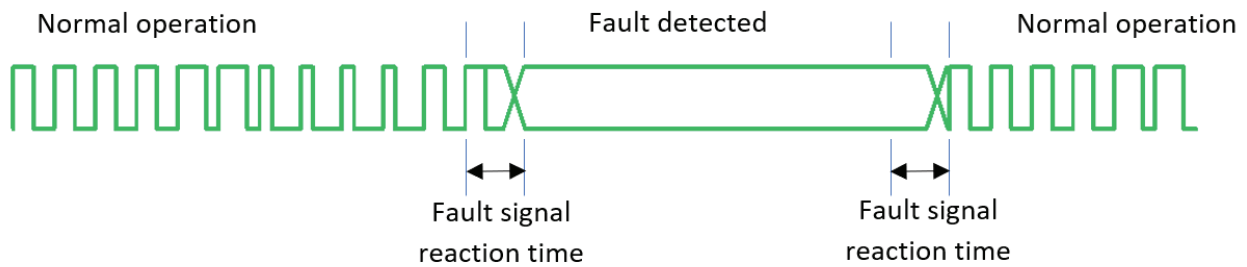 Normal operation
Fault detected
Normal operation
Fault signal
reaction time
Fault signal
reaction time